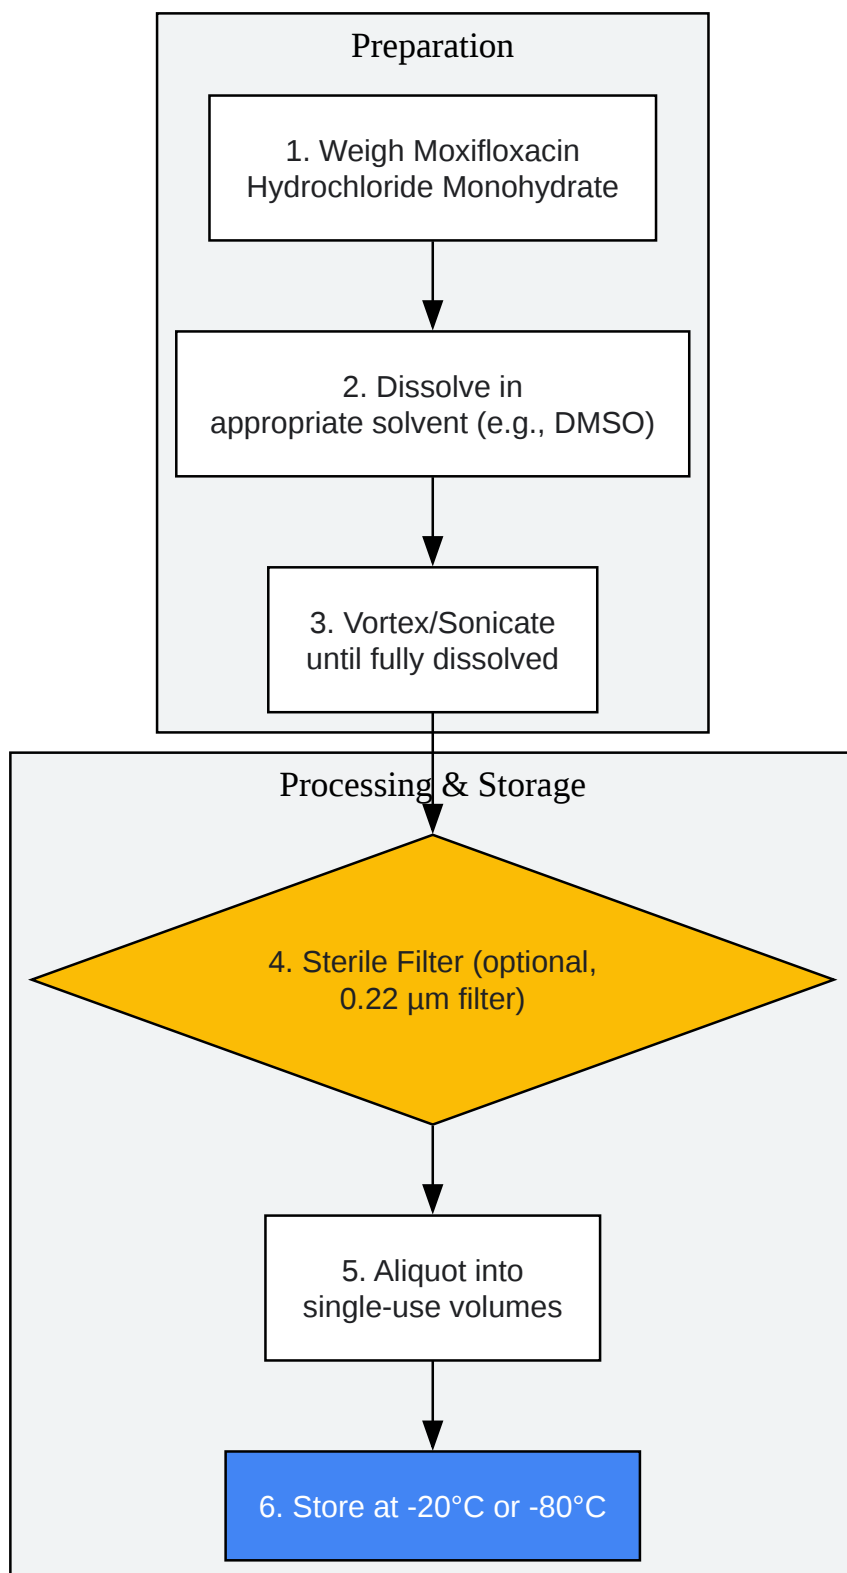 Preparation
1. Weigh Moxifloxacin
Hydrochloride Monohydrate
2. Dissolve in
appropriate solvent (e.g., DMSO)
3. Vortex/Sonicate
until fully dissolved
Processing & Storage
4. Sterile Filter (optional,
0.22 µm filter)
5. Aliquot into
single-use volumes
6. Store at -20°C or -80°C